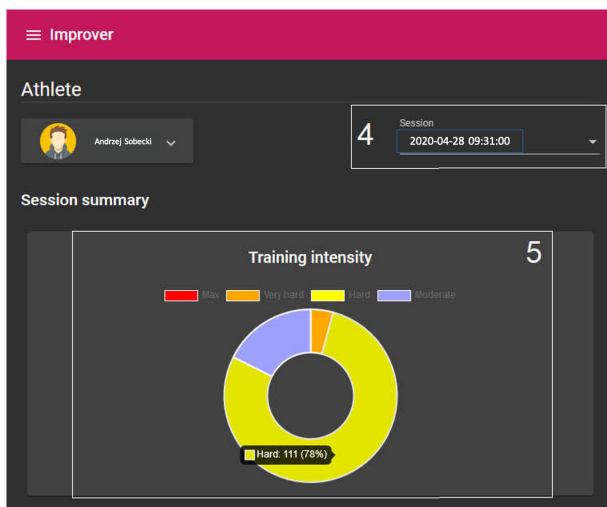 Improver
Athlete
Andrzej Sobecki
4
Session
2020-04-28 09:31:00
Session summary
5
Training intensity
Max Very hard Hard Moderate
Hard: 111 (78%)